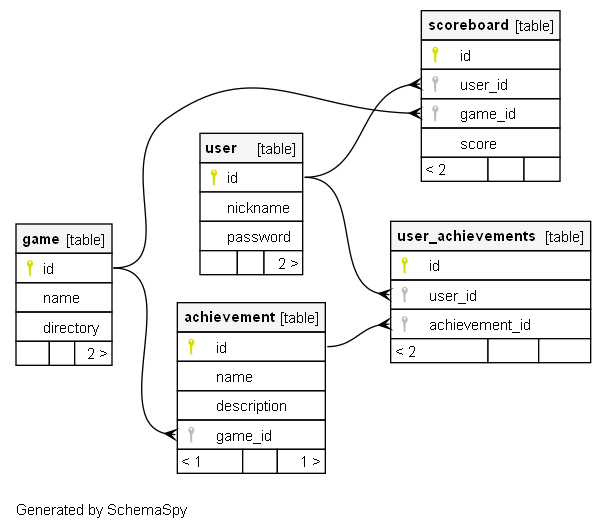 scoreboard [table]
id
user_id
game_id
score
< 2
user [table]
id
nickname
password
2 >
game [table]
id
name
directory
2 >
user_achievements [table]
id
user_id
achievement_id
< 2
achievement [table]
id
name
description
game_id
< 1 1 >
Generated by SchemaSpy